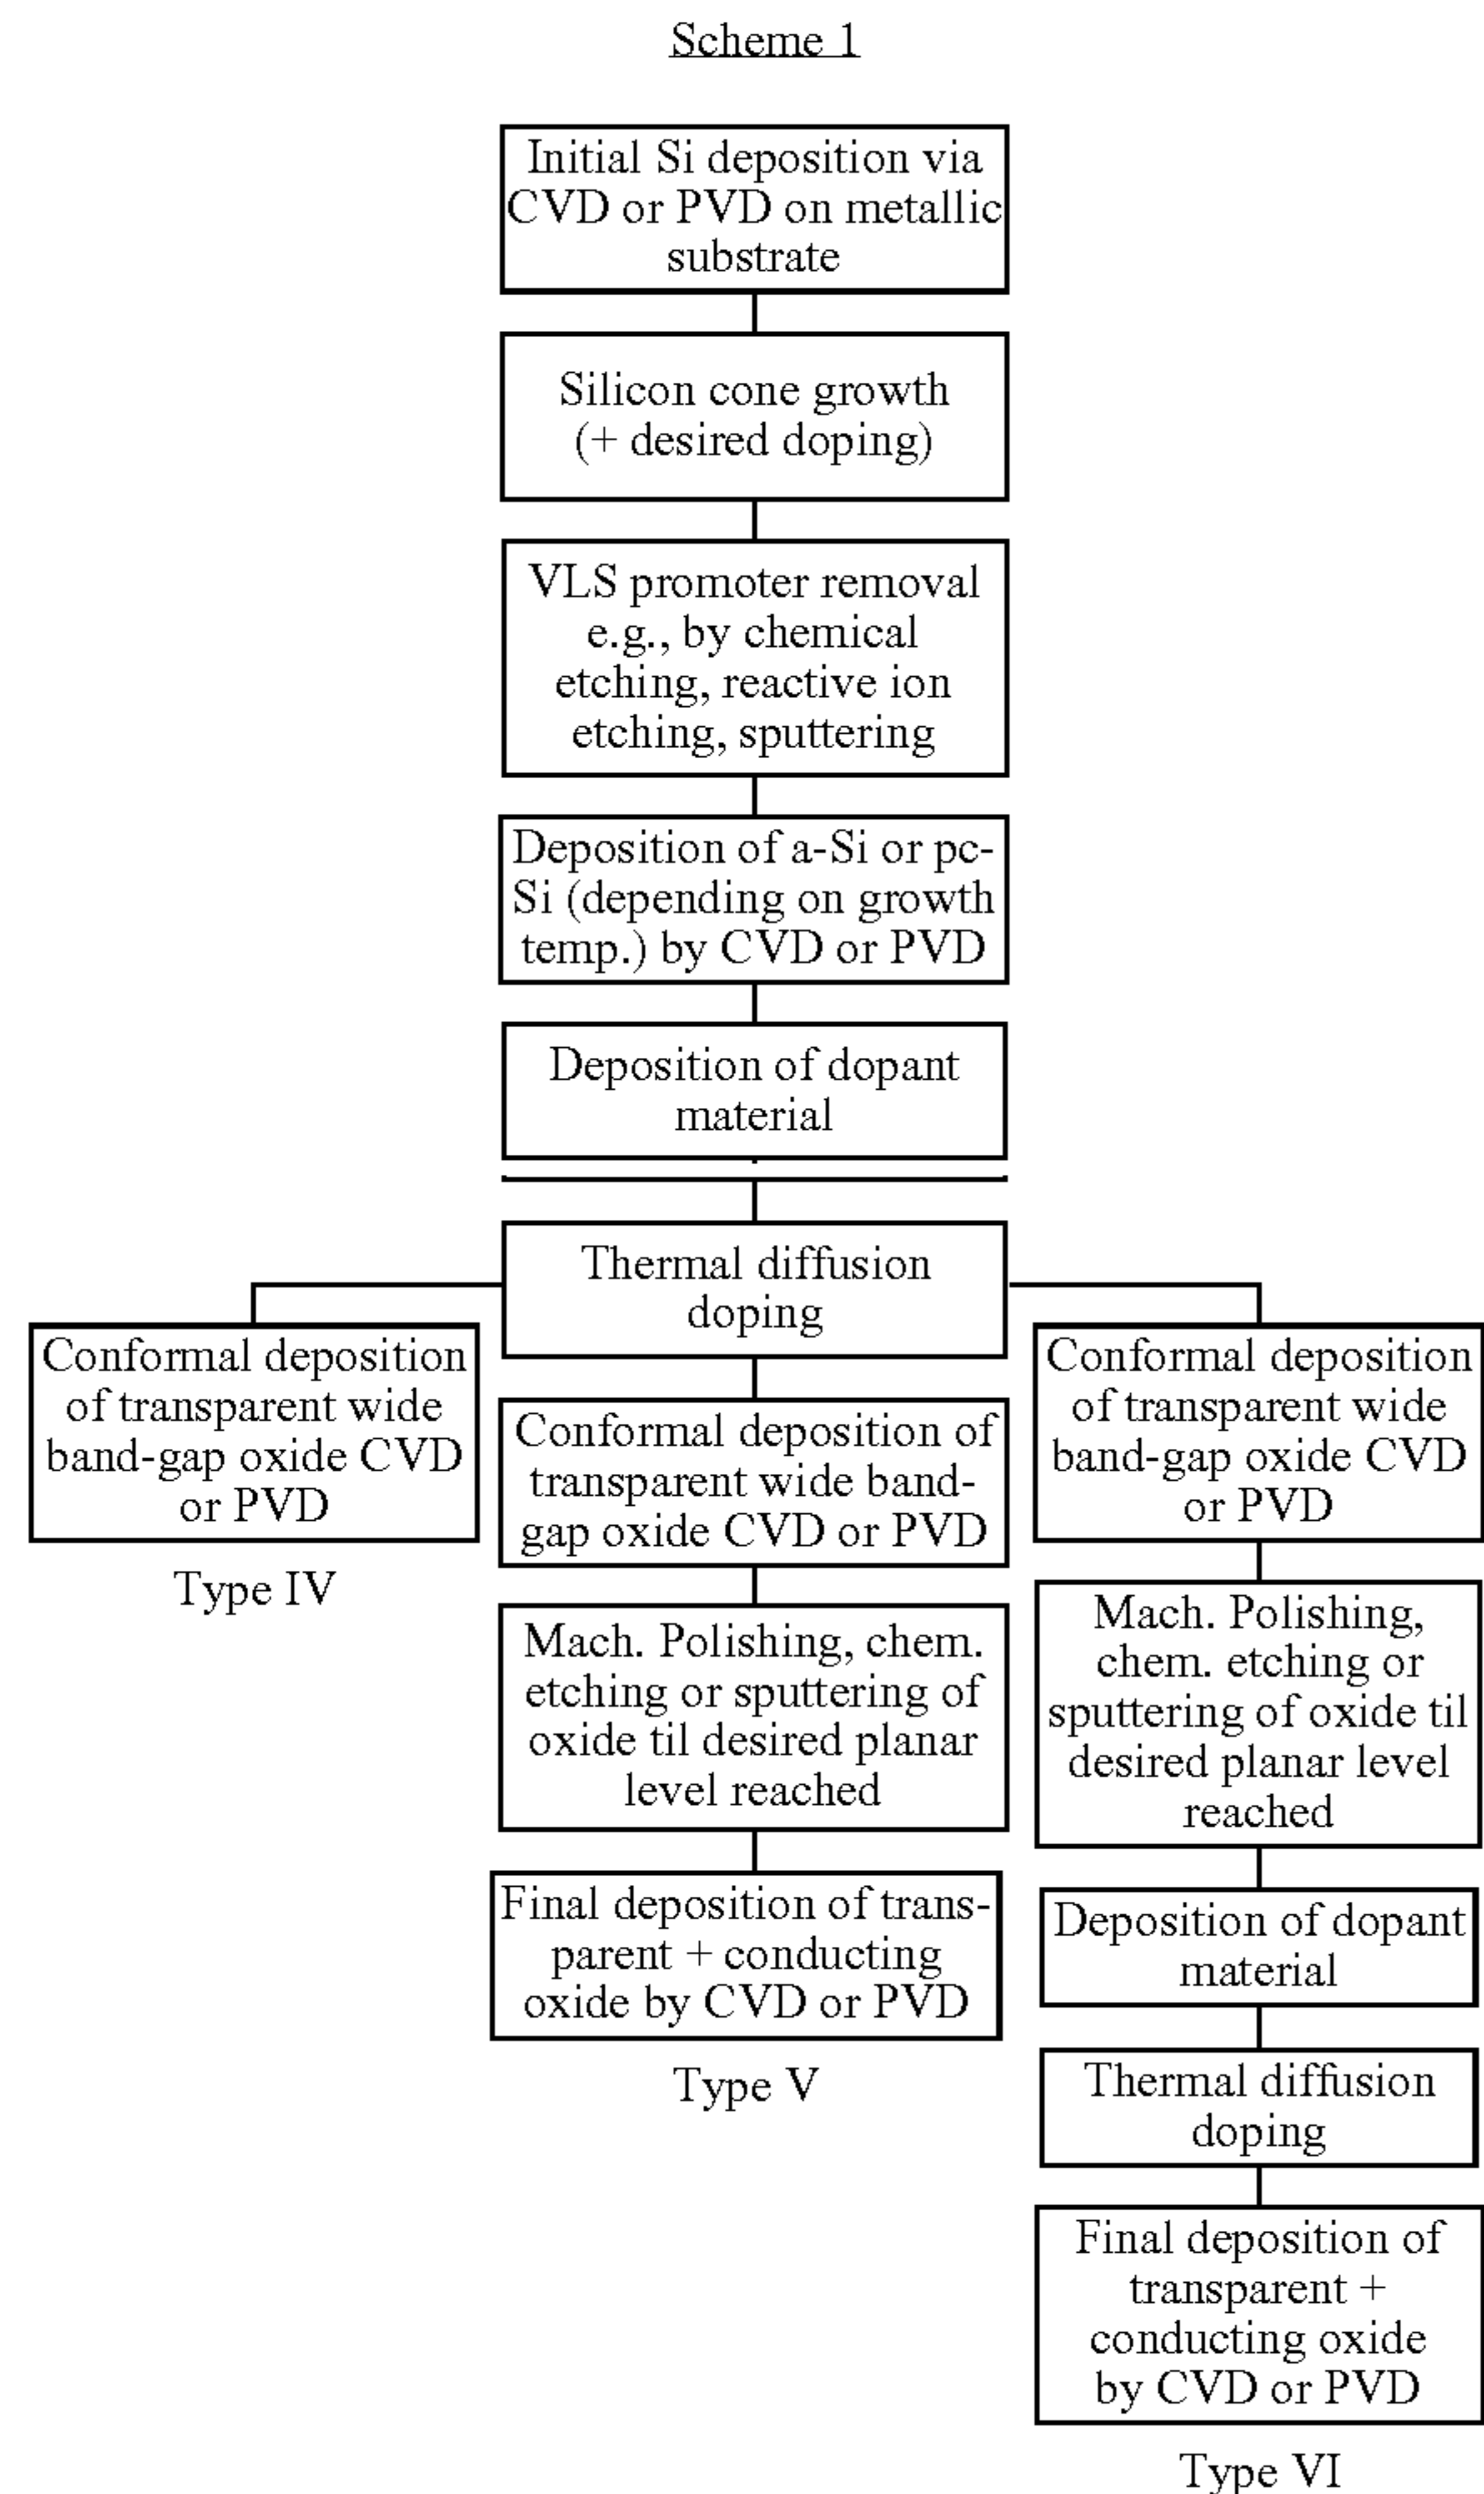 Scheme 1
Initial Si deposition via
CVD or PVD on metallic
substrate
Silicon cone growth
(+ desired doping)
VLS promoter removal
e.g., by chemical
etching, reactive ion
etching, sputtering
Deposition of a-Si or pc-
Si (depending on growth
temp.) by CVD or PVD
Deposition of dopant
material
Thermal diffusion
doping
Conformal deposition
of transparent wide
band-gap oxide CVD
or PVD
Type IV
Conformal deposition of
transparent wide band-
gap oxide CVD or PVD
Mach. Polishing, chem.
etching or sputtering of
oxide til desired planar
level reached
Final deposition of trans-
parent + conducting
oxide by CVD or PVD
Type V
Conformal deposition
of transparent wide
band-gap oxide CVD
or PVD
Mach. Polishing,
chem. etching or
sputtering of oxide til
desired planar level
reached
Deposition of dopant
material
Thermal diffusion
doping
Final deposition of
transparent +
conducting oxide
by CVD or PVD
Type VI